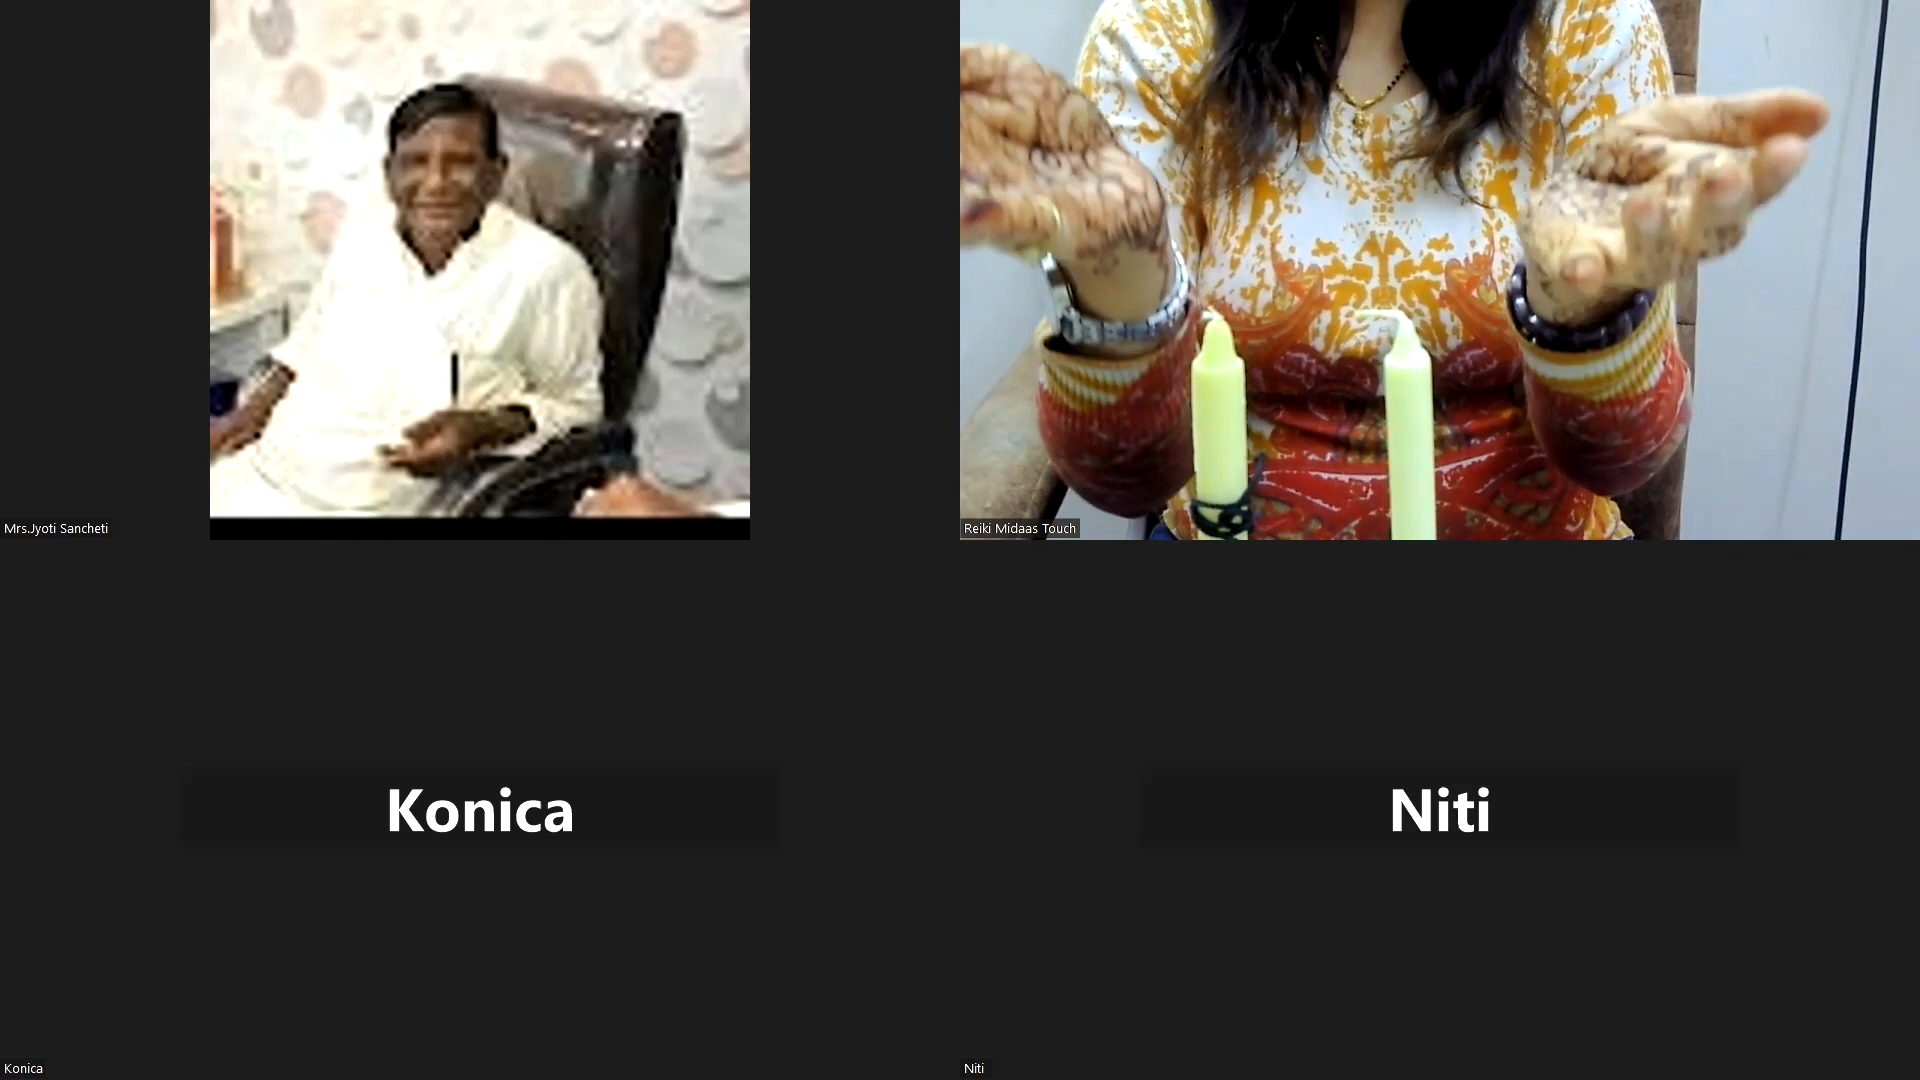 Mrs.Jyoti Sancheti
Reiki Midaas Touch
Konica
Niti
Konica
Niti